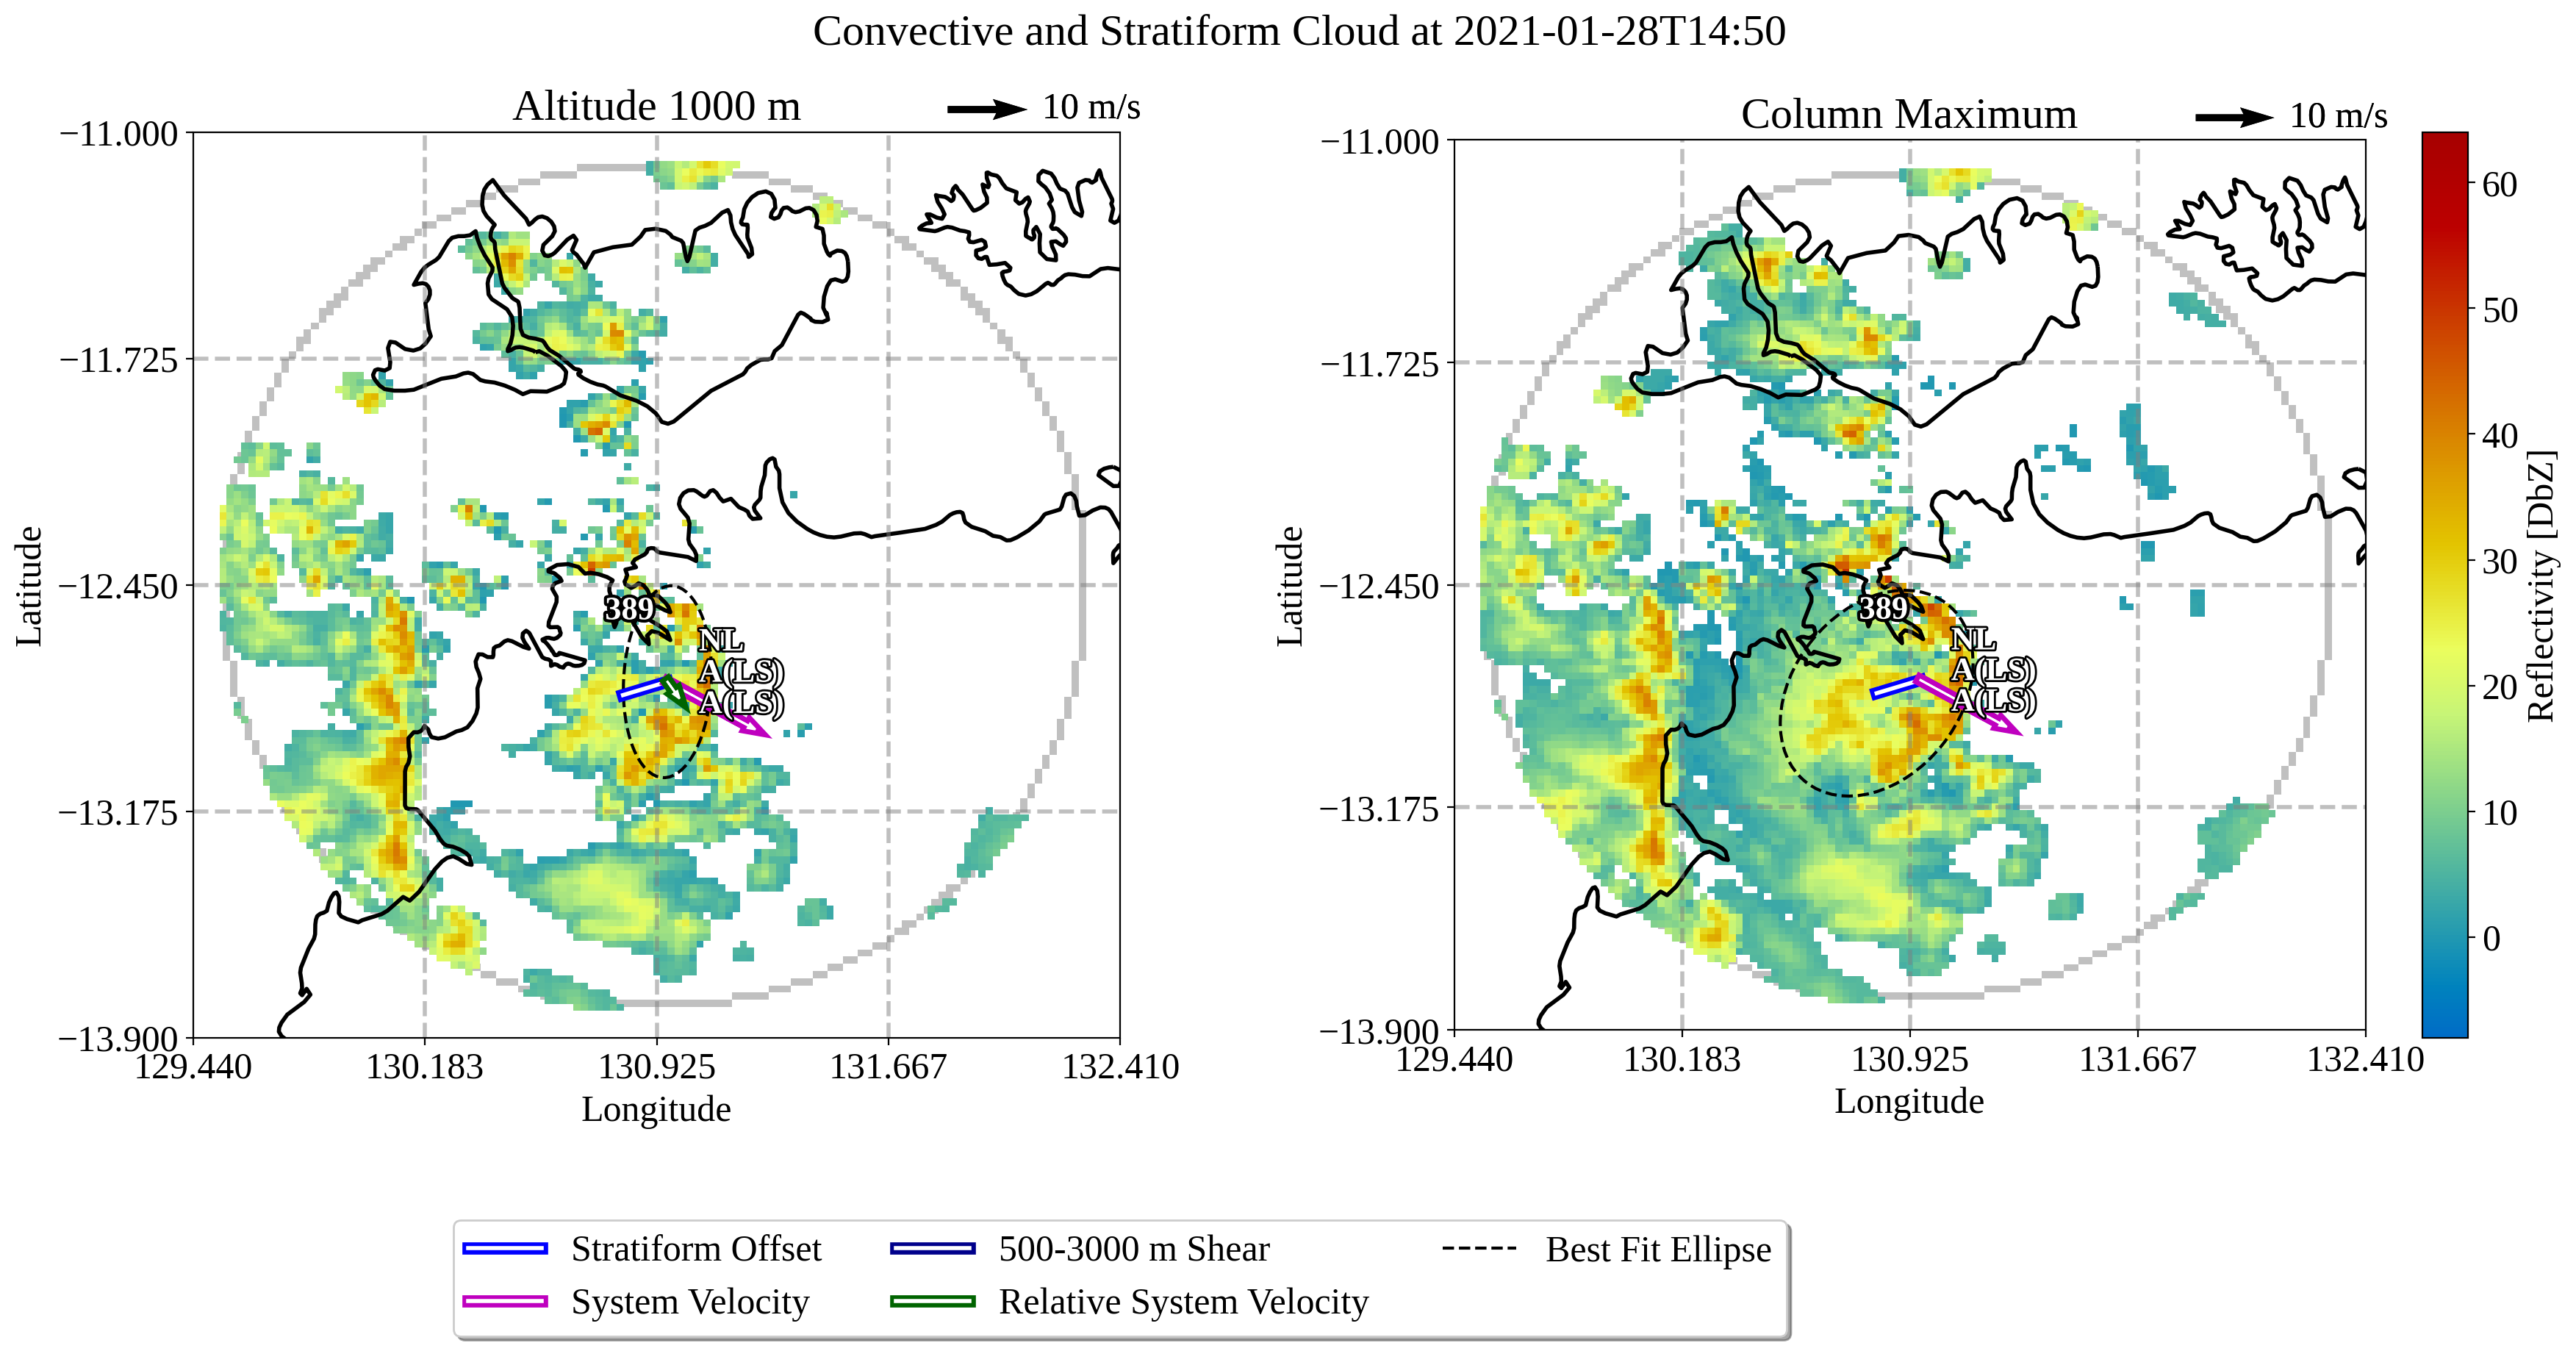 Convective and Stratiform Cloud at 2021-01-28T14:50
Altitude 1000 m
10 m/s
−11.000
−11.725
−12.450
−13.175
−13.900
Latitude
129.440
130.183
130.925
131.667
132.410
Longitude
389
NL
A(LS)
A(LS)
Column Maximum
10 m/s
−11.000
−11.725
−12.450
−13.175
−13.900
Latitude
129.440
130.183
130.925
131.667
132.410
Longitude
389
NL
A(LS)
A(LS)
60
50
40
30
20
10
0
Reflectivity [DbZ]
Stratiform Offset
System Velocity
500-3000 m Shear
Relative System Velocity
Best Fit Ellipse